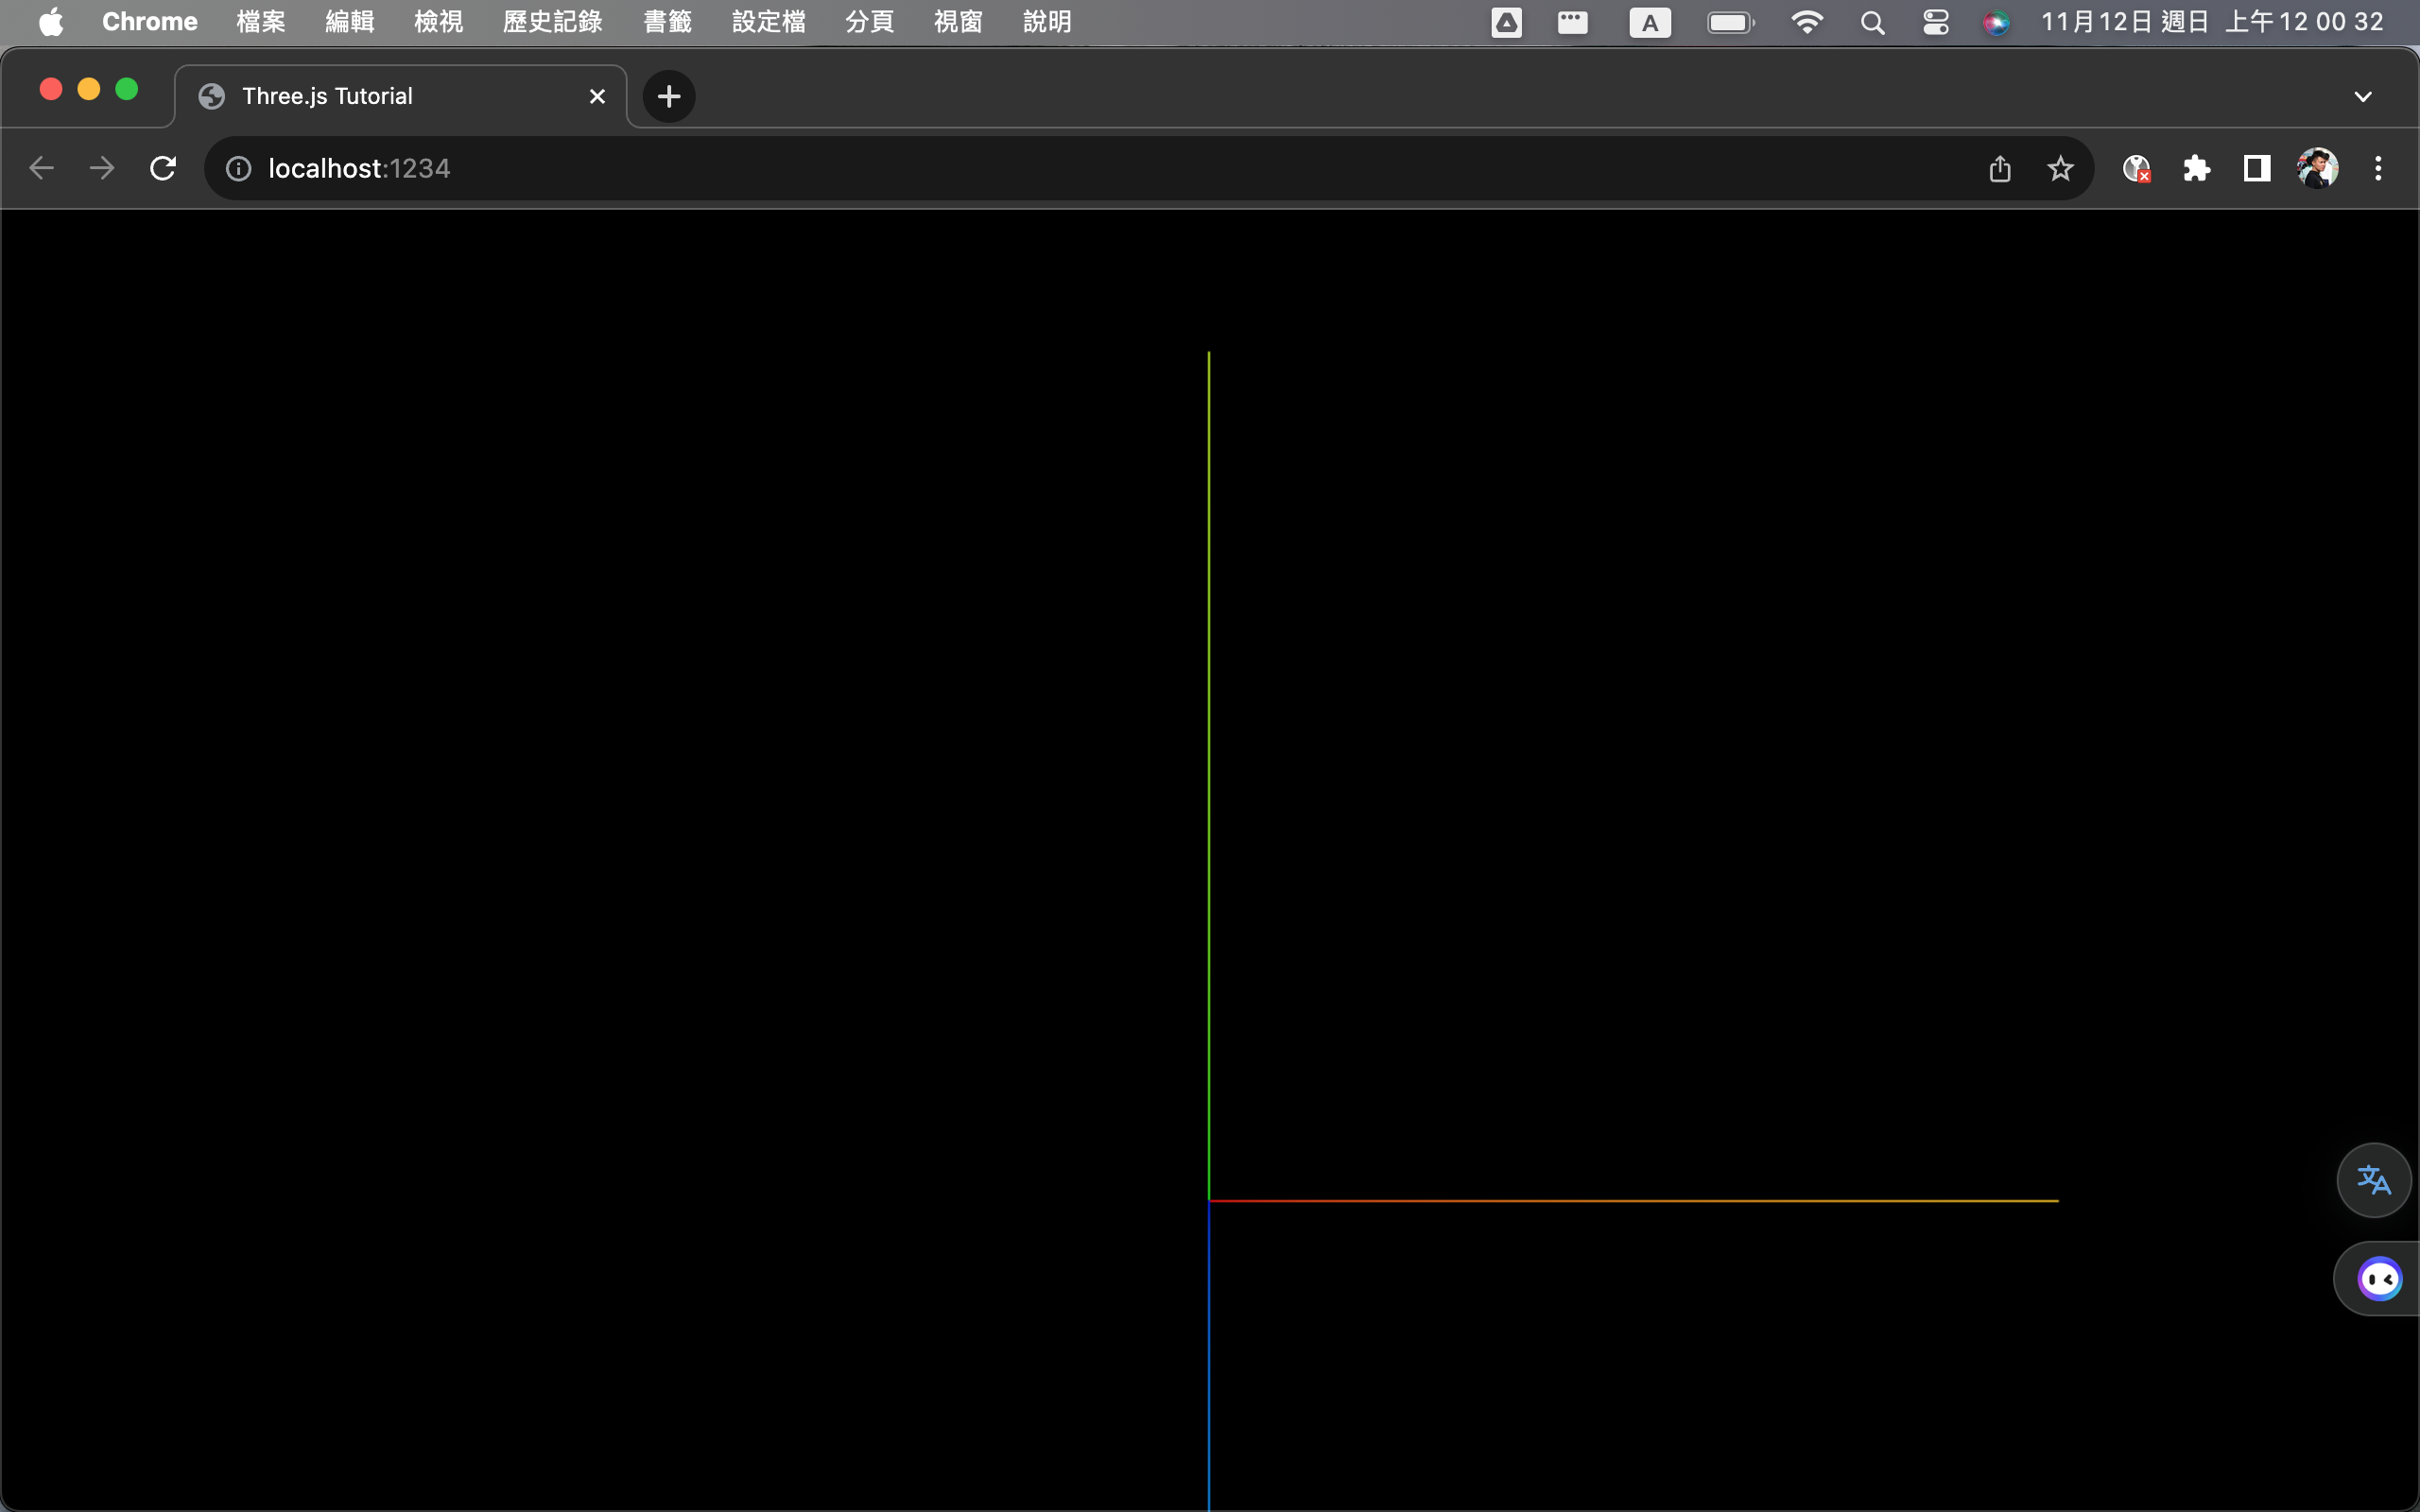 Chrome 檔案 編輯 檢視 歷史記錄 書籤 設定檔 分頁 視窗 說明 A 11月12日 週日 上午12 00 32
Three.js Tutorial
localhost:1234
文A